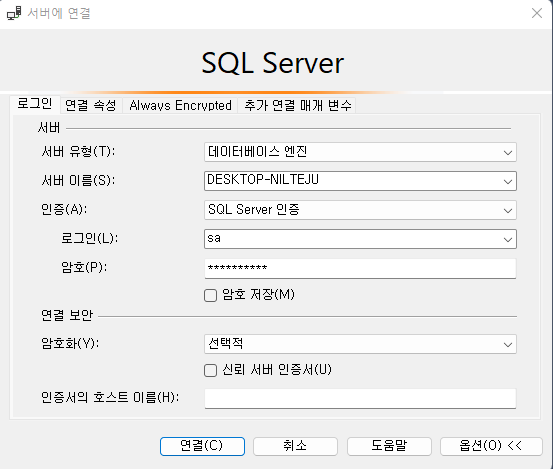 서버에 연결
SQL Server
로그인 연결 속성 Always Encrypted 추가 연결 매개 변수
서버
서버 유형(T): 데이터베이스 엔진
서버 이름(S): DESKTOP-NILTEJU
인증(A): SQL Server 인증
로그인(L): sa
암호(P): **********
암호 저장(M)
연결 보안
암호화(Y): 선택적
신뢰 서버 인증서(U)
인증서의 호스트 이름(H):
연결(C) 취소 도움말 옵션(O) <<